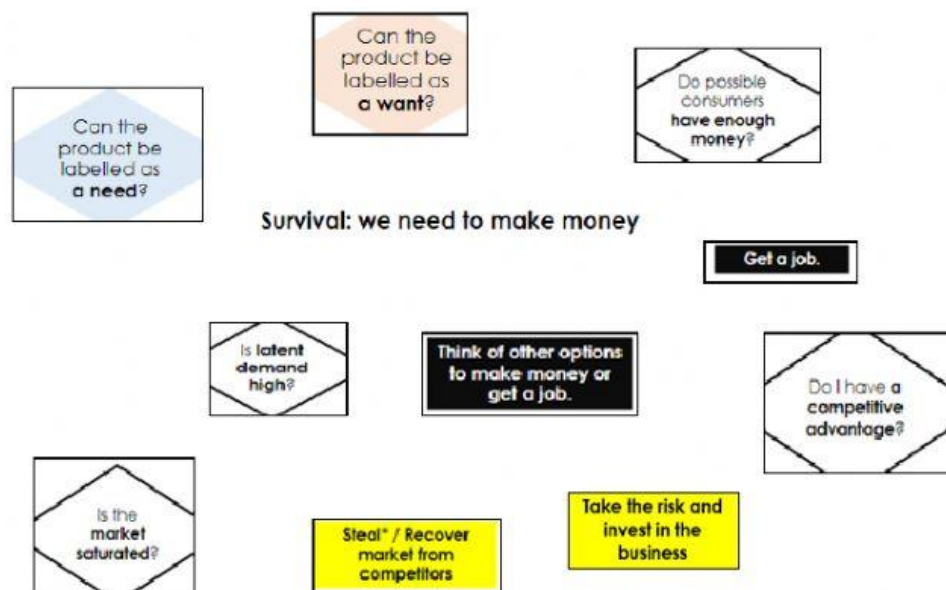 Can the
product be
labelled as
a want?
Do possible
consumers
have enough
money?
Can the
product be
labelled as
a need?
Survival: we need to make money
Get a job.
Is latent
demand
high?
Think of other options
to make money or
get a job.
Do I have a
competitive
advantage?
Is the
market
saturated?
Steal* / Recover
market from
competitors
Take the risk and
invest in the
business